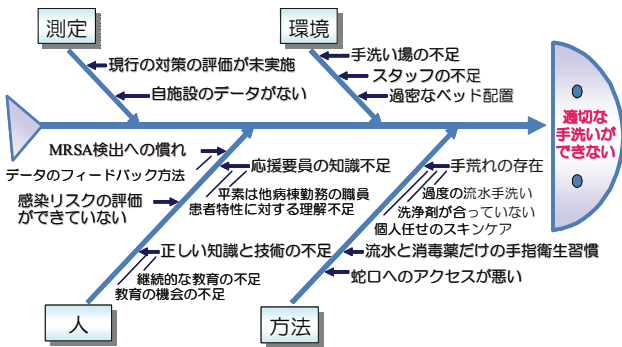 測定
環境
現行の対策の評価が未実施
自施設のデータがない
手洗い場の不足
スタッフの不足
過密なベッド配置
適切な
手洗いが
できない
MRSA検出への慣れ
データのフィードバック方法
感染リスクの評価
ができていない
応援要員の知識不足
平素は他病棟勤務の職員
患者特性に対する理解不足
正しい知識と技術の不足
継続的な教育の不足
教育の機会の不足
手荒れの存在
過度の流水手洗い
洗浄剤が合っていない
個人任せのスキンケア
流水と消毒薬だけの手指衛生習慣
蛇口へのアクセスが悪い
人
方法